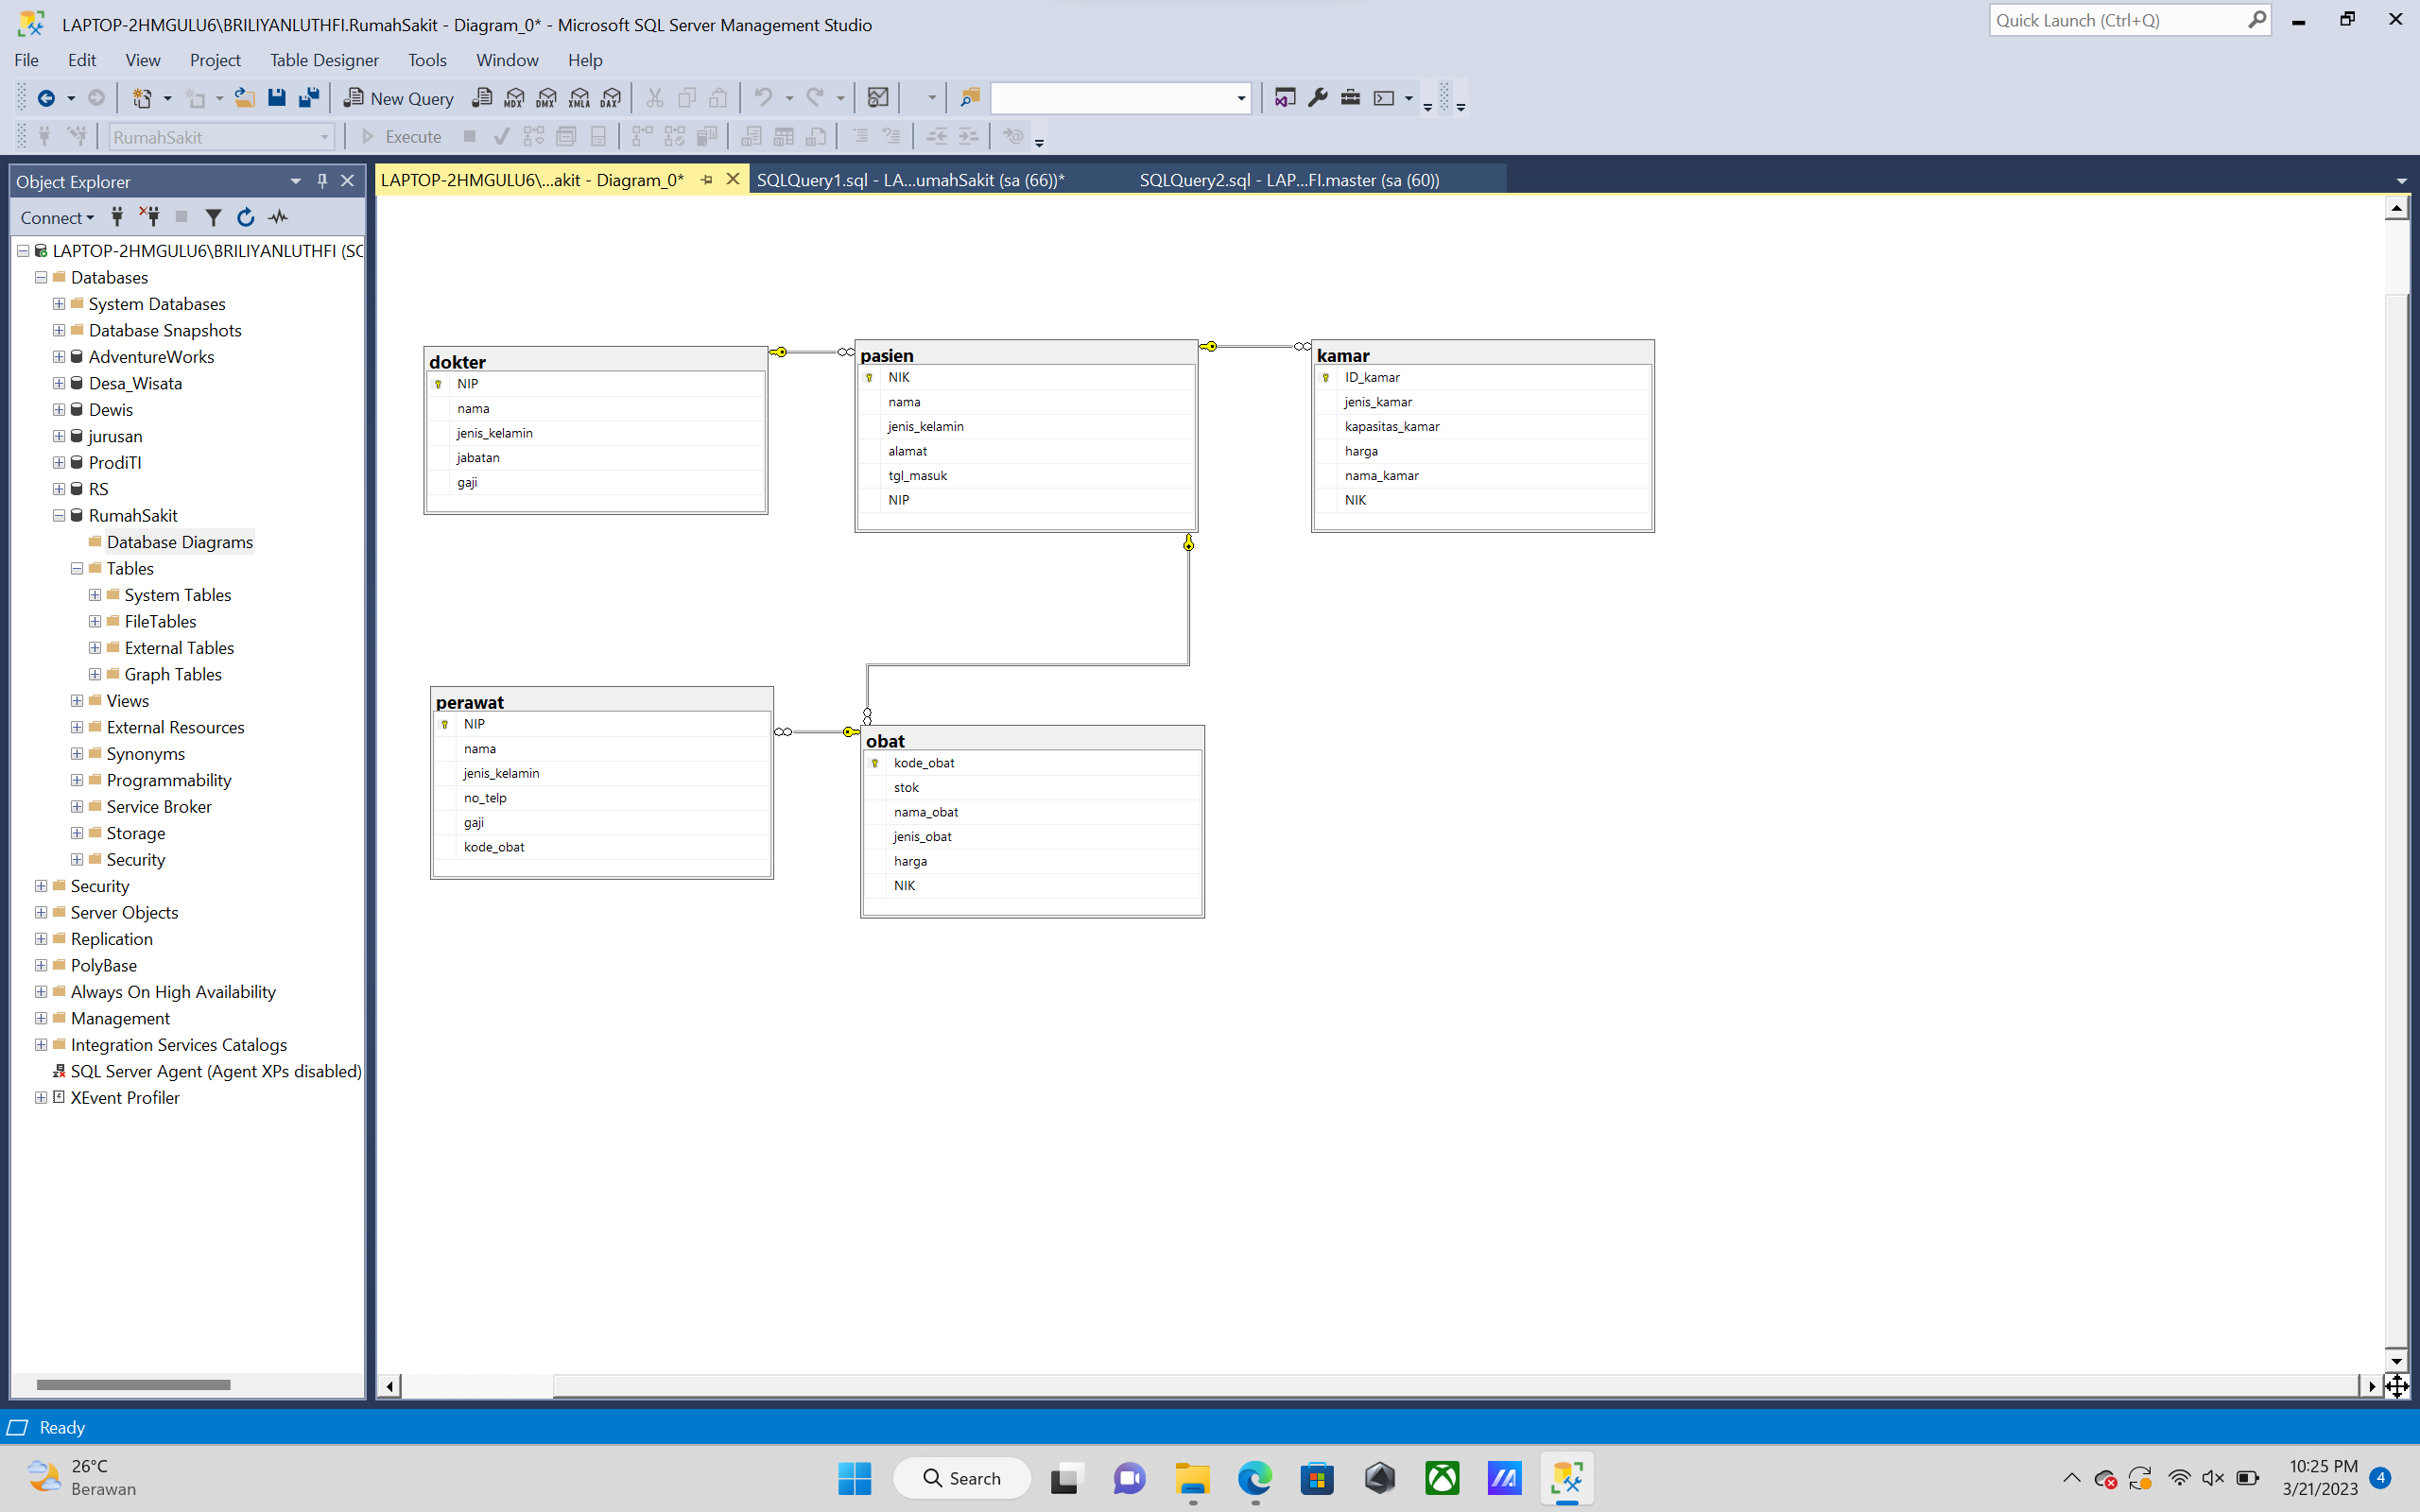 LAPTOP-2HMGULU6\BRILIYANLUTHFI.RumahSakit - Diagram_0* - Microsoft SQL Server Management Studio
Quick Launch (Ctrl+Q)
File Edit View Project Table Designer Tools Window Help
New Query MDX DMX XMLA DAX
RumahSakit Execute
Object Explorer
LAPTOP-2HMGULU6\...akit - Diagram_0* SQLQuery1.sql - LA...umahSakit (sa (66))* SQLQuery2.sql - LAP...FI.master (sa (60))
Connect
LAPTOP-2HMGULU6\BRILIYANLUTHFI (SQ
Databases
System Databases
Database Snapshots
AdventureWorks
Desa_Wisata
Dewis
jurusan
ProdiTI
RS
RumahSakit
Database Diagrams
Tables
System Tables
FileTables
External Tables
Graph Tables
Views
External Resources
Synonyms
Programmability
Service Broker
Storage
Security
Security
Server Objects
Replication
PolyBase
Always On High Availability
Management
Integration Services Catalogs
SQL Server Agent (Agent XPs disabled)
XEvent Profiler
dokter
NIP
nama
jenis_kelamin
jabatan
gaji
pasien
NIK
nama
jenis_kelamin
alamat
tgl_masuk
NIP
kamar
ID_kamar
jenis_kamar
kapasitas_kamar
harga
nama_kamar
NIK
perawat
NIP
nama
jenis_kelamin
no_telp
gaji
kode_obat
obat
kode_obat
stok
nama_obat
jenis_obat
harga
NIK
Ready
26°C
Berawan
Search
10:25 PM
3/21/2023
4